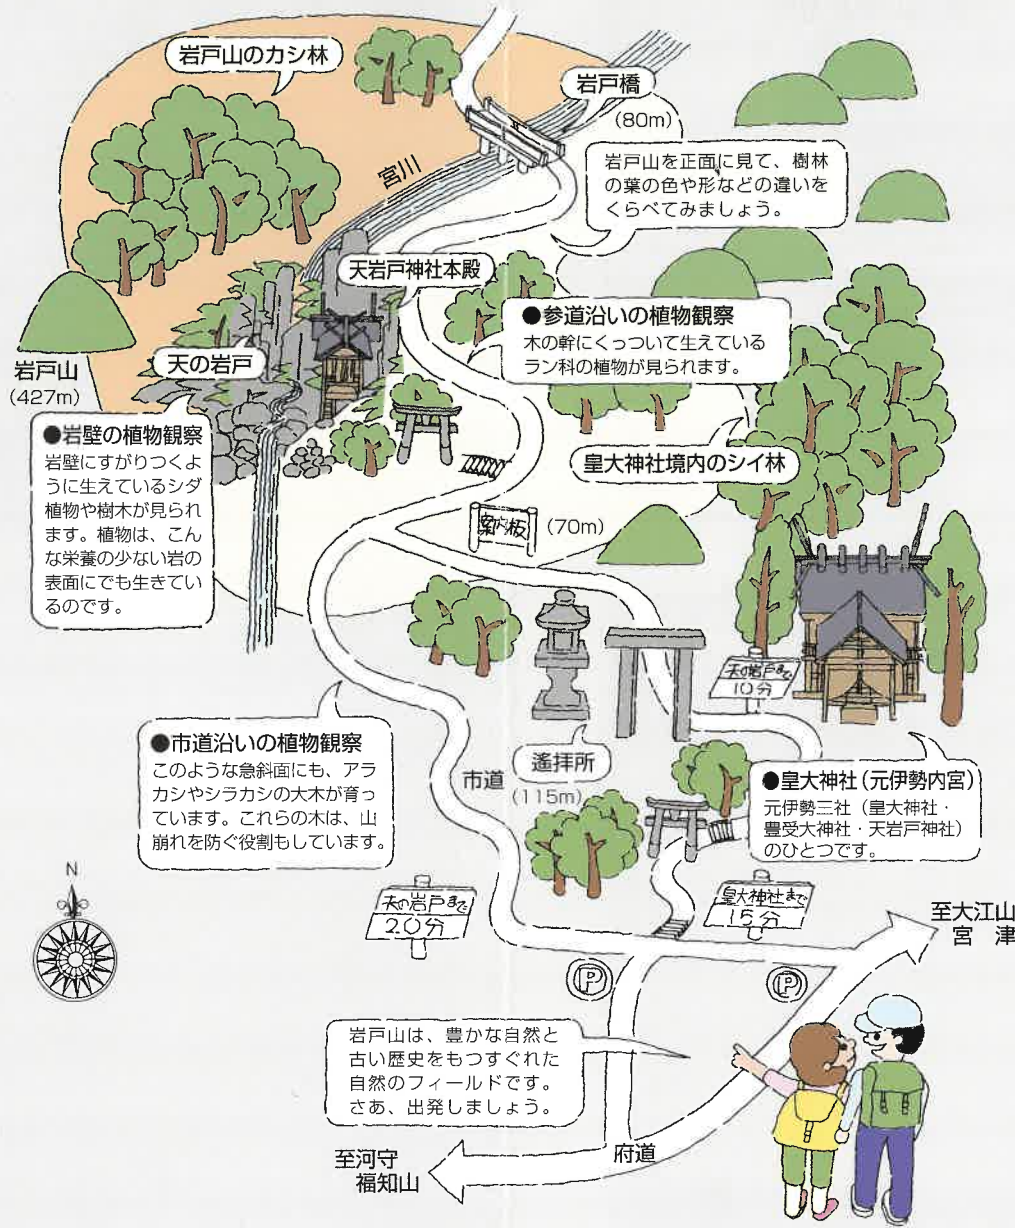 岩戸山のカシ林
岩戸橋
(80m)
宮川
岩戸山を正面に見て、樹林
の葉の色や形などの違いを
くらべてみましょう。
天岩戸神社本殿
●参道沿いの植物観察
木の幹にくっついて生えている
ラン科の植物が見られます。
天の岩戸
岩戸山
(427m)
●岩壁の植物観察
岩壁にすがりつくよ
うに生えているシダ
植物や樹木が見られ
ます。植物は、こん
な栄養の少ない岩の
表面にでも生きてい
るのです。
皇大神社境内のシイ林
案内板
(70m)
天の岩戸まで
10分
●市道沿いの植物観察
このような急斜面にも、アラ
カシやシラカシの大木が育っ
ています。これらの木は、山
崩れを防ぐ役割もしています。
市道
遙拝所
(115m)
●皇大神社(元伊勢内宮)
元伊勢三社(皇大神社・
豊受大神社・天岩戸神社)
のひとつです。
N
天の岩戸まで
20分
皇大神社まで
15分
至大江山
宮津
P
P
岩戸山は、豊かな自然と
古い歴史をもつすぐれた
自然のフィールドです。
さあ、出発しましょう。
府道
至河守
福知山